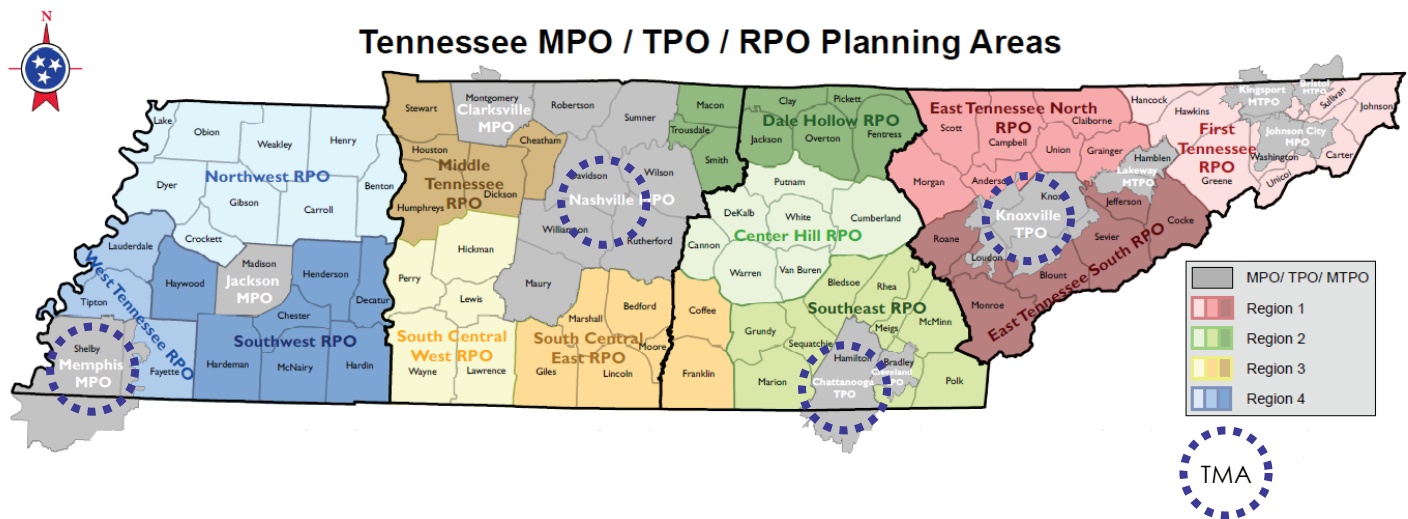 N
Tennessee MPO / TPO / RPO Planning Areas
Lake
Obion
Weakley
Henry
Dyer
Northwest RPO
Benton
Gibson
Carroll
Crockett
Lauderdale
Haywood
Madison
Jackson
MPO
Henderson
Decatur
Tipton
West Tennessee RPO
Chester
Southwest RPO
Shelby
Memphis
MPO
Fayette
Hardeman
McNairy
Hardin
Stewart
Montgomery
Clarksville
MPO
Robertson
Sumner
Houston
Cheatham
Middle
Tennessee
RPO
Dickson
Humphreys
Davidson
Wilson
Nashville MPO
Williamson
Rutherford
Hickman
Perry
Lewis
Maury
South Central
West RPO
Wayne
Lawrence
Marshall
Bedford
South Central
East RPO
Moore
Giles
Lincoln
Coffee
Franklin
Macon
Trousdale
Smith
Clay
Pickett
Dale Hollow RPO
Jackson
Overton
Fentress
Putnam
DeKalb
White
Cumberland
Center Hill RPO
Cannon
Warren
Van Buren
Bledsoe
Rhea
Southeast RPO
Grundy
Meigs
McMinn
Sequatchie
Hamilton
Bradley
Chattanooga
TPO
Cleveland
Marion
Polk
East Tennessee North
RPO
Scott
Campbell
Claiborne
Union
Grainger
Morgan
Anderson
Hamblen
Lakeway
MTPO
Jefferson
Knox
Knoxville
TPO
Roane
Loudon
Blount
Sevier
Cocke
Monroe
East Tennessee South RPO
Hancock
Hawkins
Kingsport
MTPO
Bristol
MTPO
Sullivan
Johnson
First
Tennessee
RPO
Johnson City
MPO
Washington
Carter
Greene
Unicoi
MPO/ TPO/ MTPO
Region 1
Region 2
Region 3
Region 4
TMA